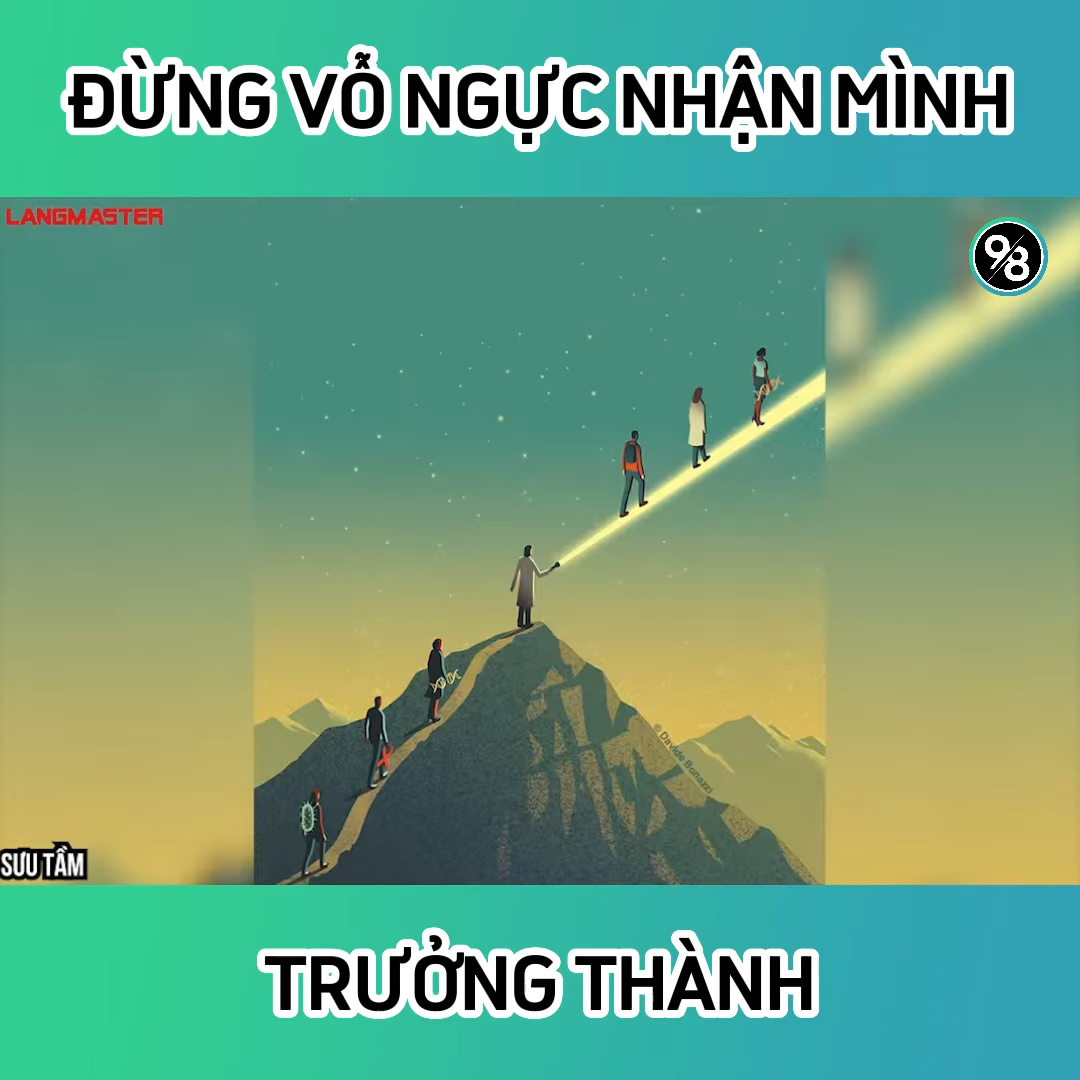 ĐỪNG VỖ NGỰC NHẬN MÌNH
LANGMASTER
98
© Davide Bonazzi
SƯU TẦM
TRƯỞNG THÀNH